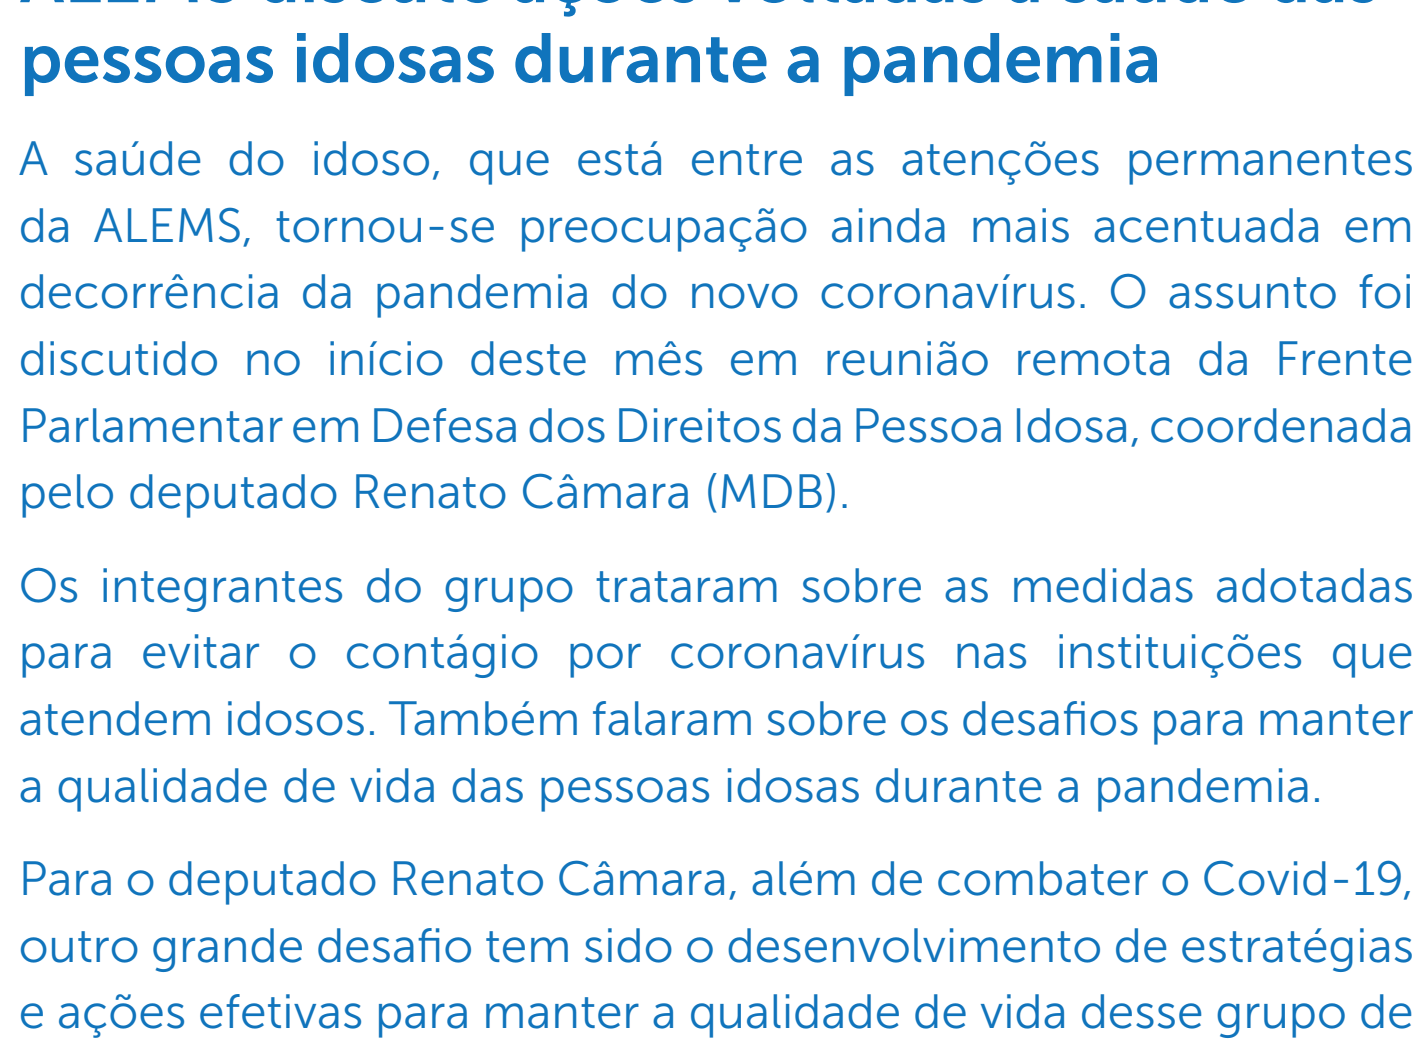 ALEMS discute ações voltadas à saúde das
pessoas idosas durante a pandemia
A saúde do idoso, que está entre as atenções permanentes
da ALEMS, tornou-se preocupação ainda mais acentuada em
decorrência da pandemia do novo coronavírus. O assunto foi
discutido no início deste mês em reunião remota da Frente
Parlamentar em Defesa dos Direitos da Pessoa Idosa, coordenada
pelo deputado Renato Câmara (MDB).
Os integrantes do grupo trataram sobre as medidas adotadas
para evitar o contágio por coronavírus nas instituições que
atendem idosos. Também falaram sobre os desafios para manter
a qualidade de vida das pessoas idosas durante a pandemia.
Para o deputado Renato Câmara, além de combater o Covid-19,
outro grande desafio tem sido o desenvolvimento de estratégias
e ações efetivas para manter a qualidade de vida desse grupo de